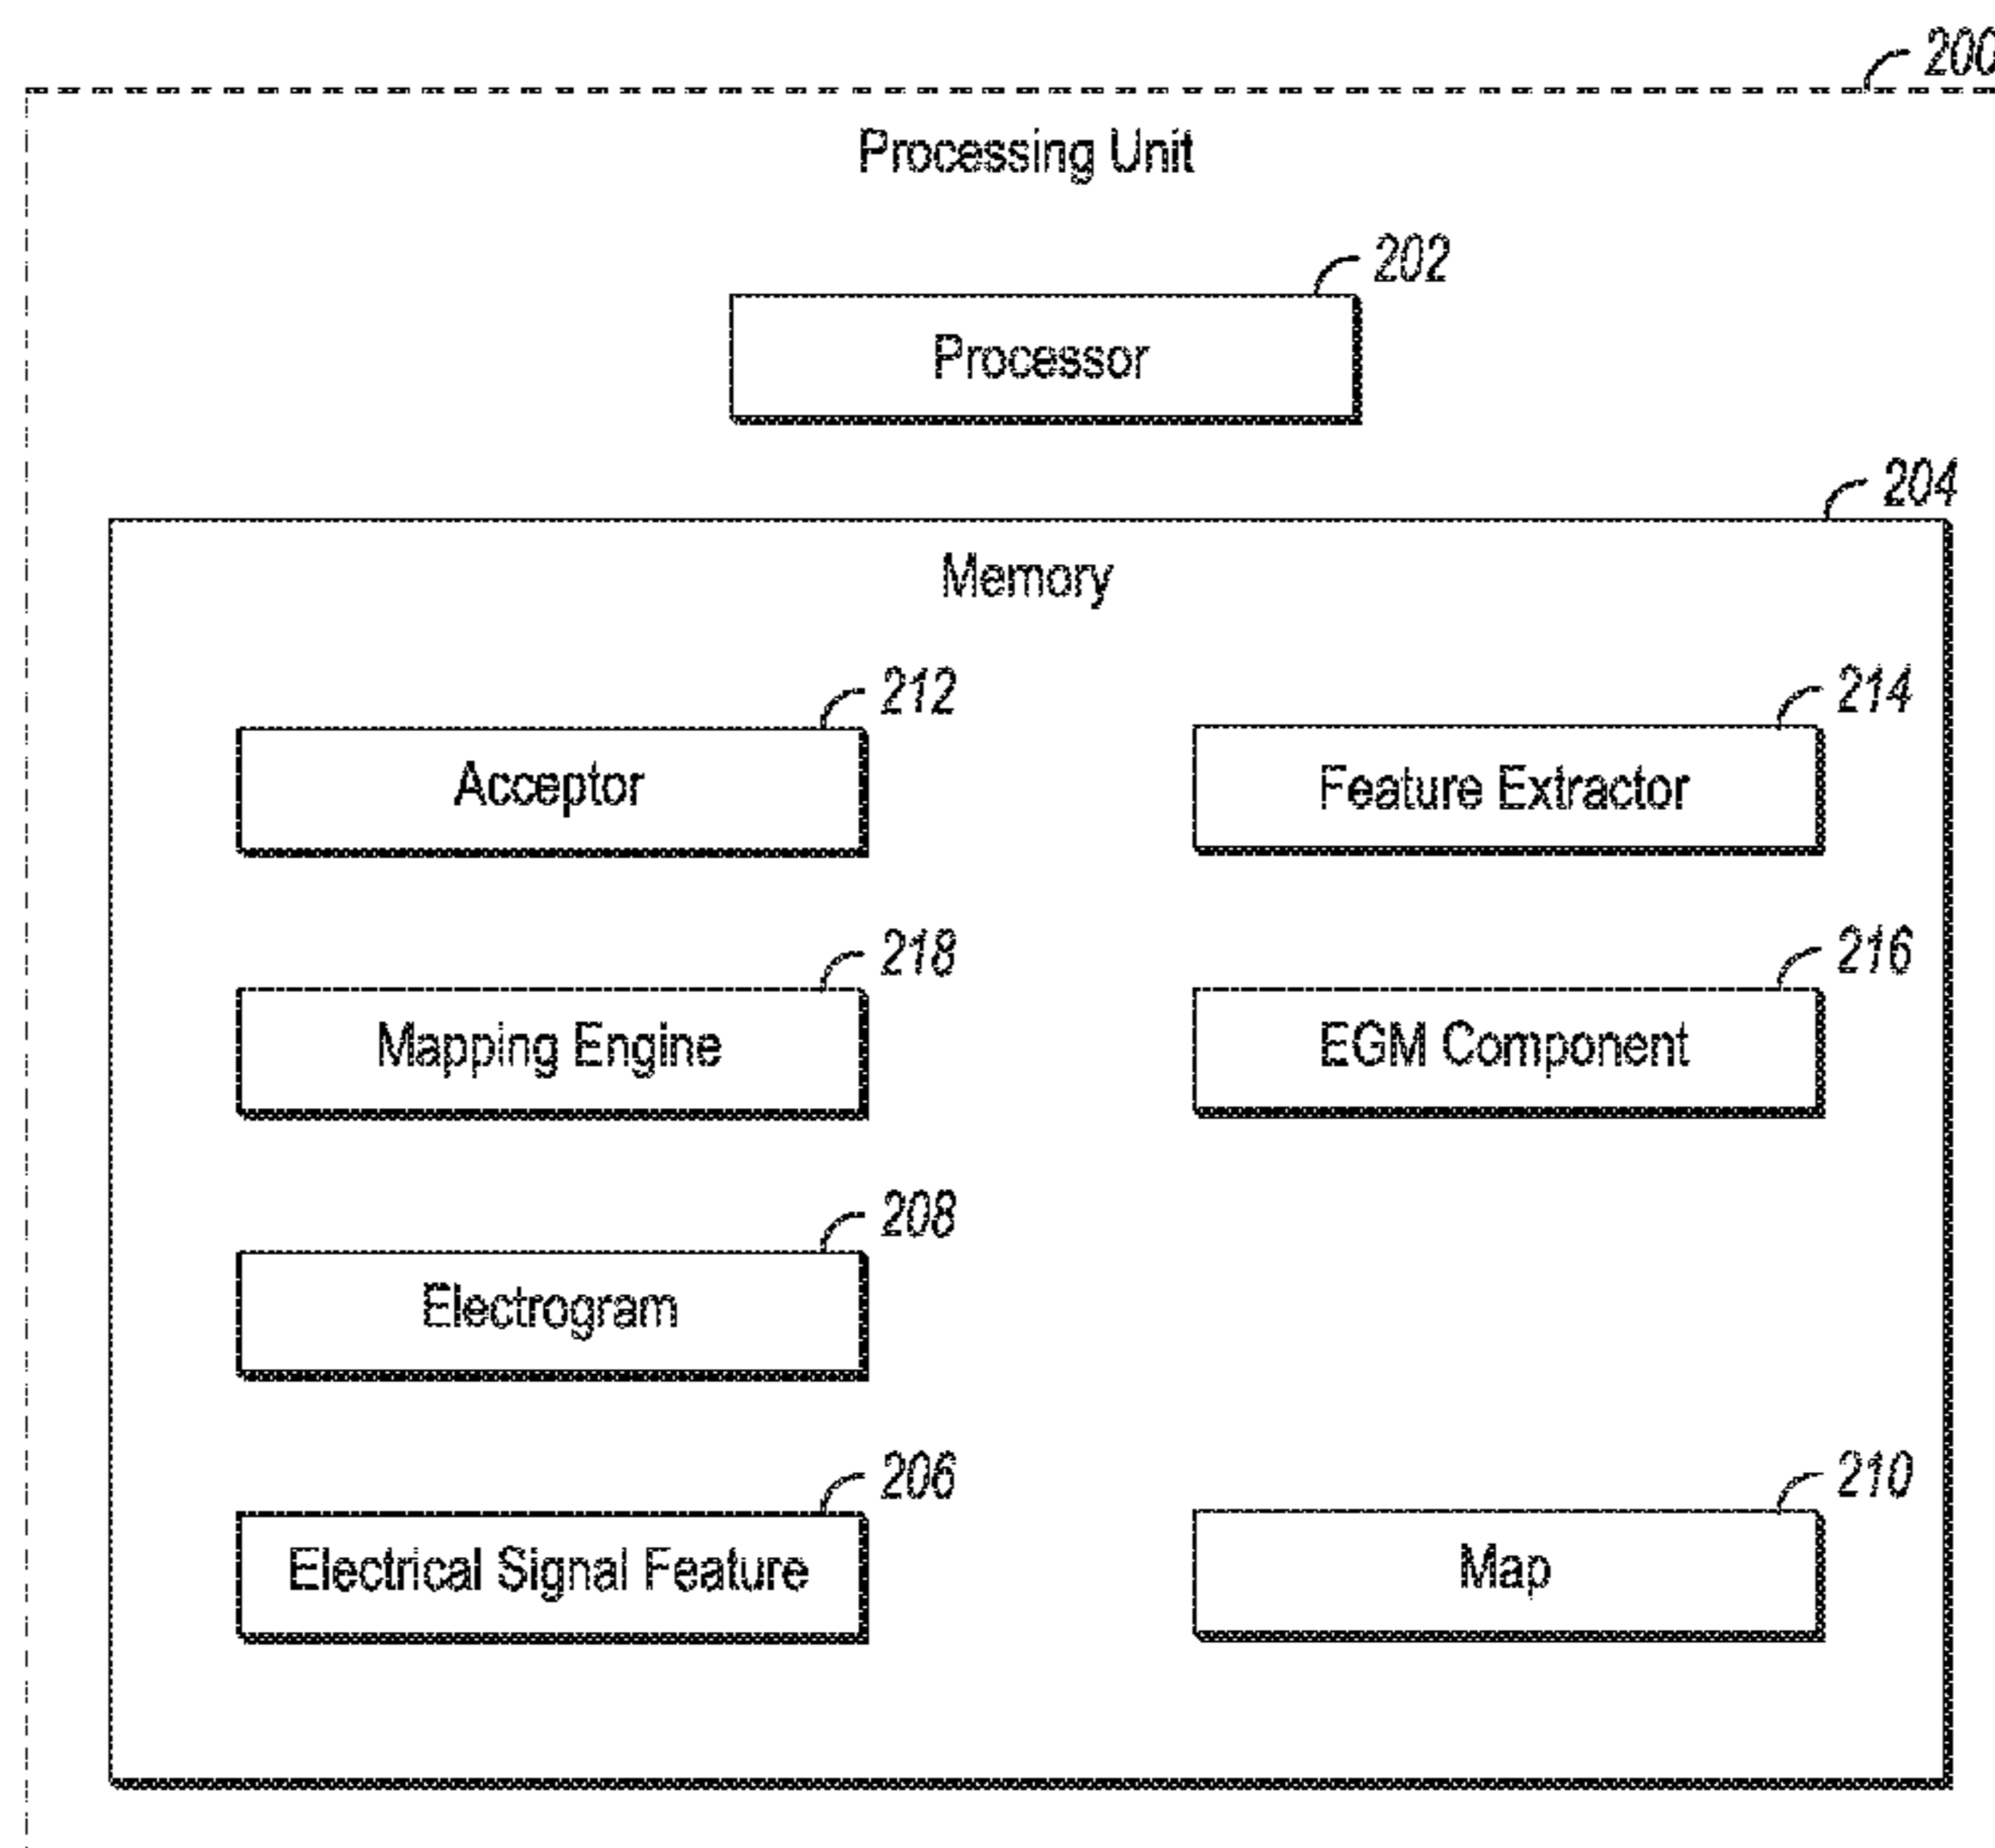 200
Processing Unit
202
Processor
204
Memory
212
Acceptor
214
Feature Extractor
218
Mapping Engine
216
EGM Component
208
Electrogram
206
Electrical Signal Feature
210
Map